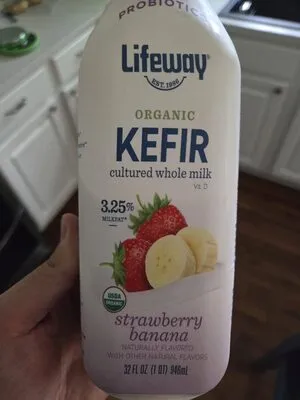 PROBIOTIC
Lifeway
EST. 1986
ORGANIC
KEFIR
cultured whole milk
Vit. D
3.25%
MILKFAT*
USDA
ORGANIC
strawberry
banana
NATURALLY FLAVORED
WITH OTHER NATURAL FLAVORS
32 FL OZ (1 QT) 946mL